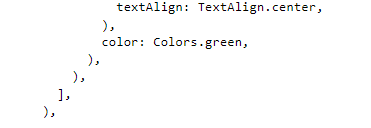 textAlign: TextAlign.center,
),
color: Colors.green,
),
),
],
),